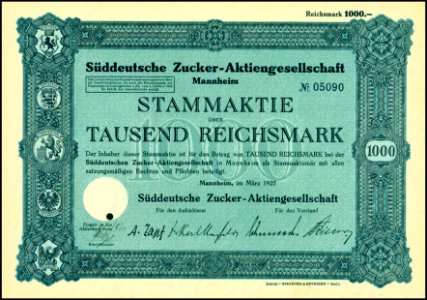 Reichsmark 1000,—
Süddeutsche Zucker-Aktiengesellschaft
Mannheim
№ 05090
STAMMAKTIE
ÜBER
TAUSEND REICHSMARK
1000
Der Inhaber dieser Stammaktie ist für den Betrag von TAUSEND REICHSMARK bei der
Süddeutschen Zucker-Aktiengesellschaft in Mannheim als Stammaktionär mit allen
satzungsmäßigen Rechten und Pflichten beteiligt.
1000
Mannheim, im März 1927
Süddeutsche Zucker-Aktiengesellschaft
Für den Aufsichtsrat Für den Vorstand